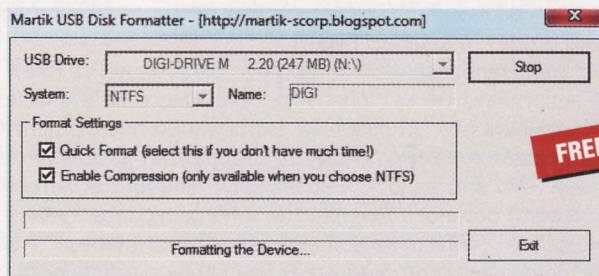 Martik USB Disk Formatter - [http://martik-scorp.blogspot.com]
USB Drive: DIGI-DRIVE M 2.20 (247 MB) (N:\) Stop
System: NTFS Name: DIGI
Format Settings
Quick Format (select this if you don't have much time!)
FREE
Enable Compression (only available when you choose NTFS)
Formatting the Device... Exit